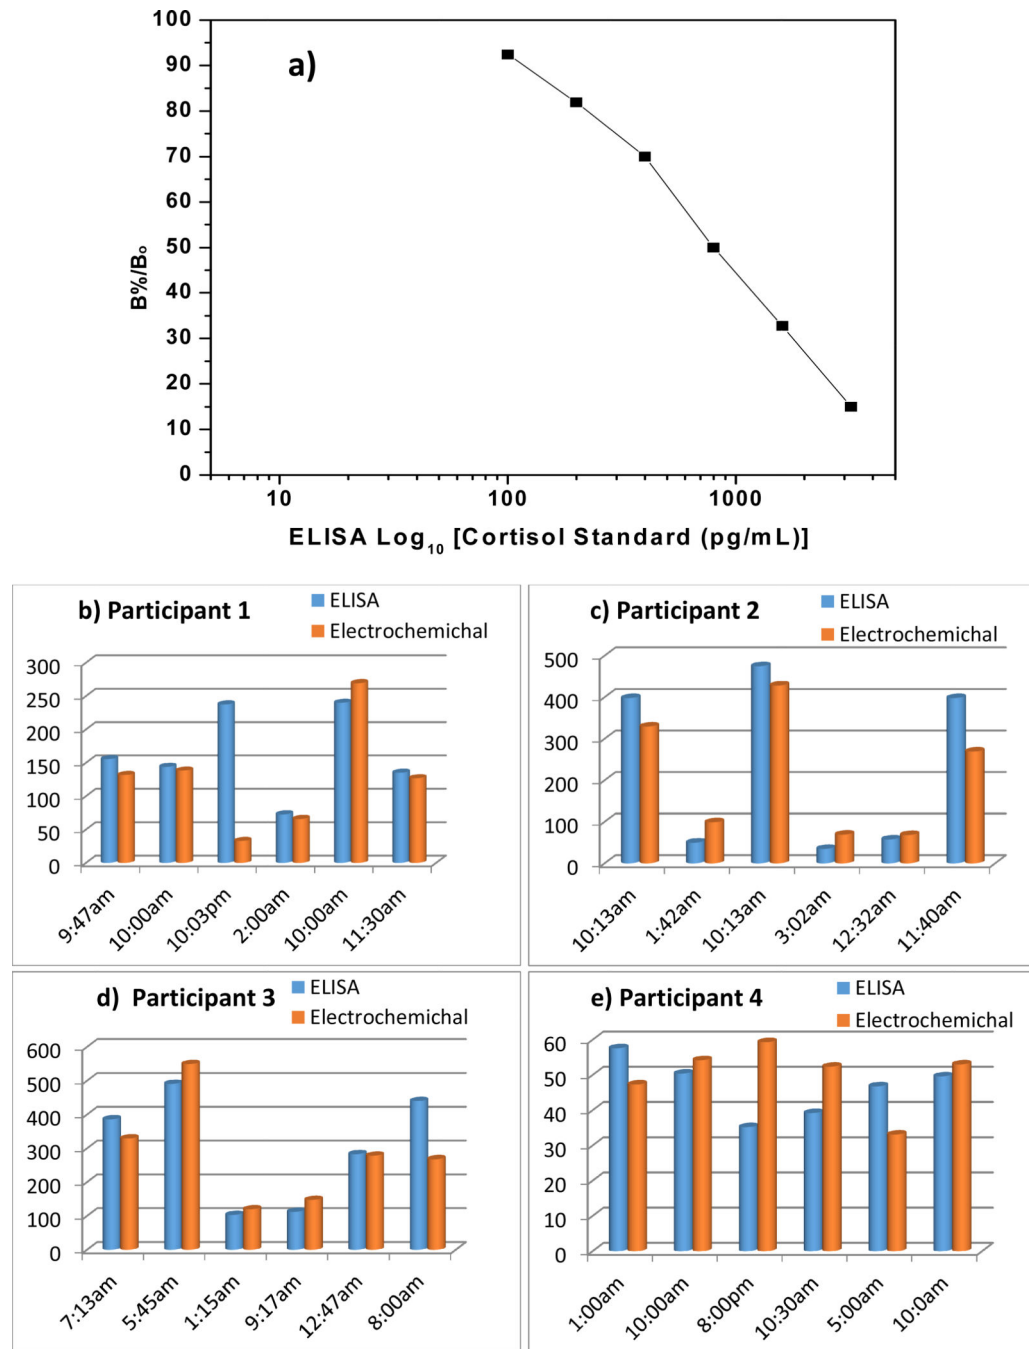 a)
100
90
80
70
60
50
40
30
20
10
0
B%/Bo
10 100 1000
ELISA Log10 [Cortisol Standard (pg/mL)]
b) Participant 1
ELISA
Electrochemichal
300
250
200
150
100
50
0
9:47am 10:00am 10:03pm 2:00am 10:00am 11:30am
c) Participant 2
ELISA
Electrochemichal
500
400
300
200
100
0
10:13am 1:42am 10:13am 3:02am 12:32am 11:40am
d) Participant 3
ELISA
Electrochemichal
600
500
400
300
200
100
0
7:13am 5:45am 1:15am 9:17am 12:47am 8:00am
e) Participant 4
ELISA
Electrochemichal
60
50
40
30
20
10
0
1:00am 10:00am 8:00pm 10:30am 5:00am 10:0am